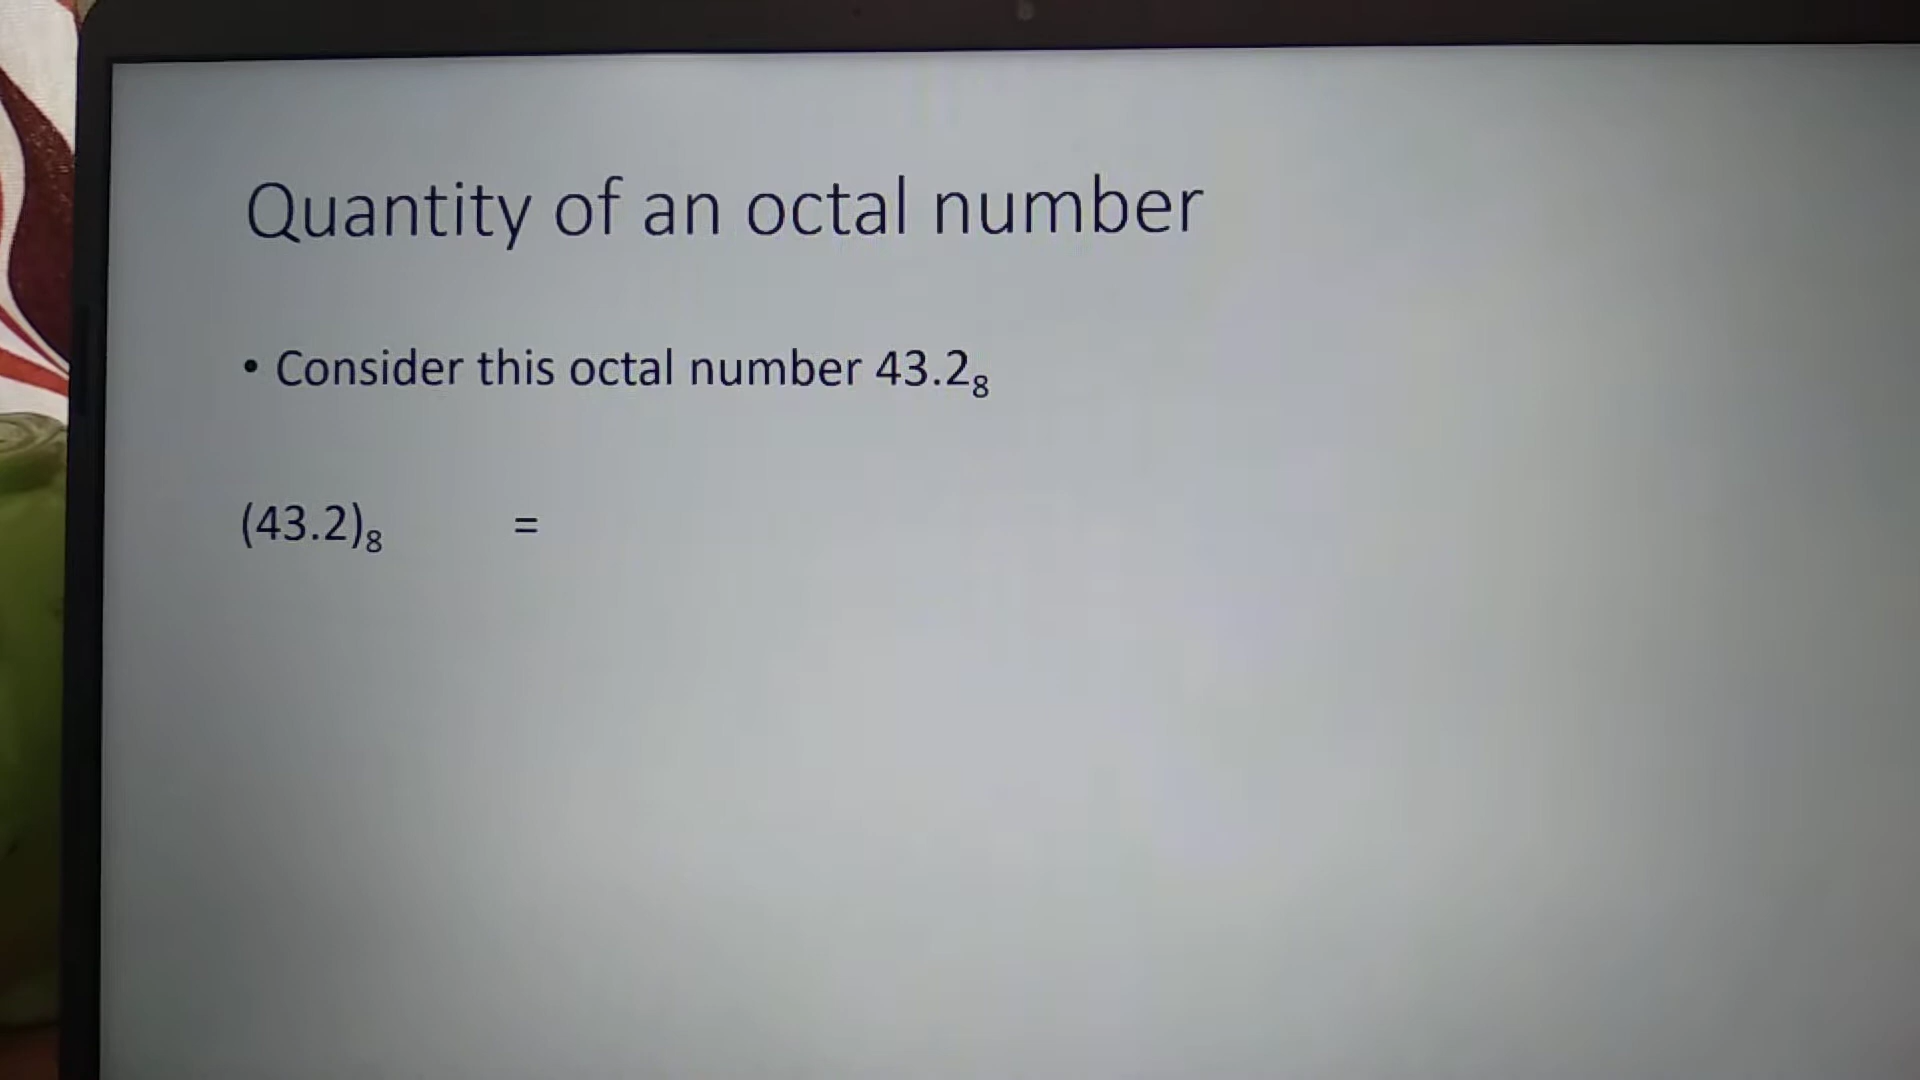 Quantity of an octal number
• Consider this octal number 43.2₈
(43.2)₈ =